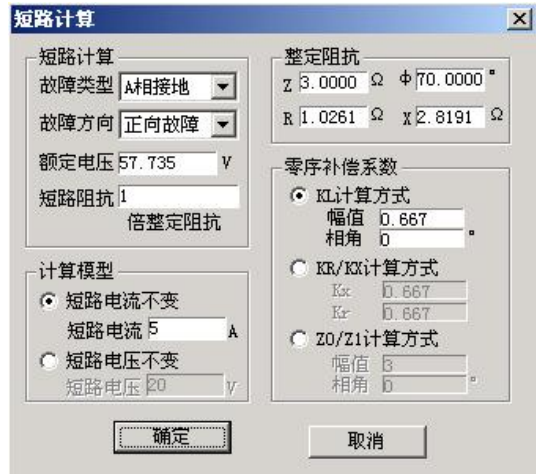 短路计算
短路计算
故障类型 A相接地
故障方向 正向故障
额定电压 57.735 V
短路阻抗 1
倍整定阻抗
计算模型
短路电流不变
短路电流 5 A
短路电压不变
短路电压 20 V
整定阻抗
Z 3.0000 Ω Φ 70.0000 °
R 1.0261 Ω X 2.8191 Ω
零序补偿系数
KL计算方式
幅值 0.667
相角 0 °
KR/KX计算方式
Kx 0.667
Kr 0.667
Z0/Z1计算方式
幅值 3
相角 0 °
确定
取消